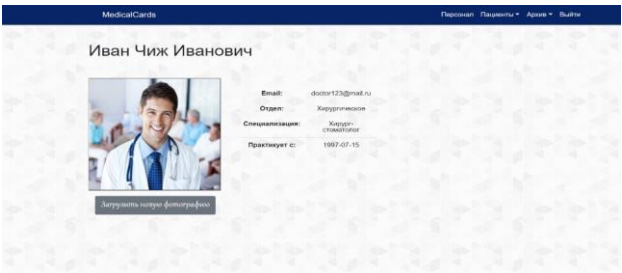 MedicalCards Персонал Пациенты Архив Выйти
Иван Чиж Иванович
Email: doctor123@mail.ru
Отдел: Хирургическое
Специализация: Хирург-
стоматолог
Практикует с: 1997-07-15
Загрузить новую фотографию